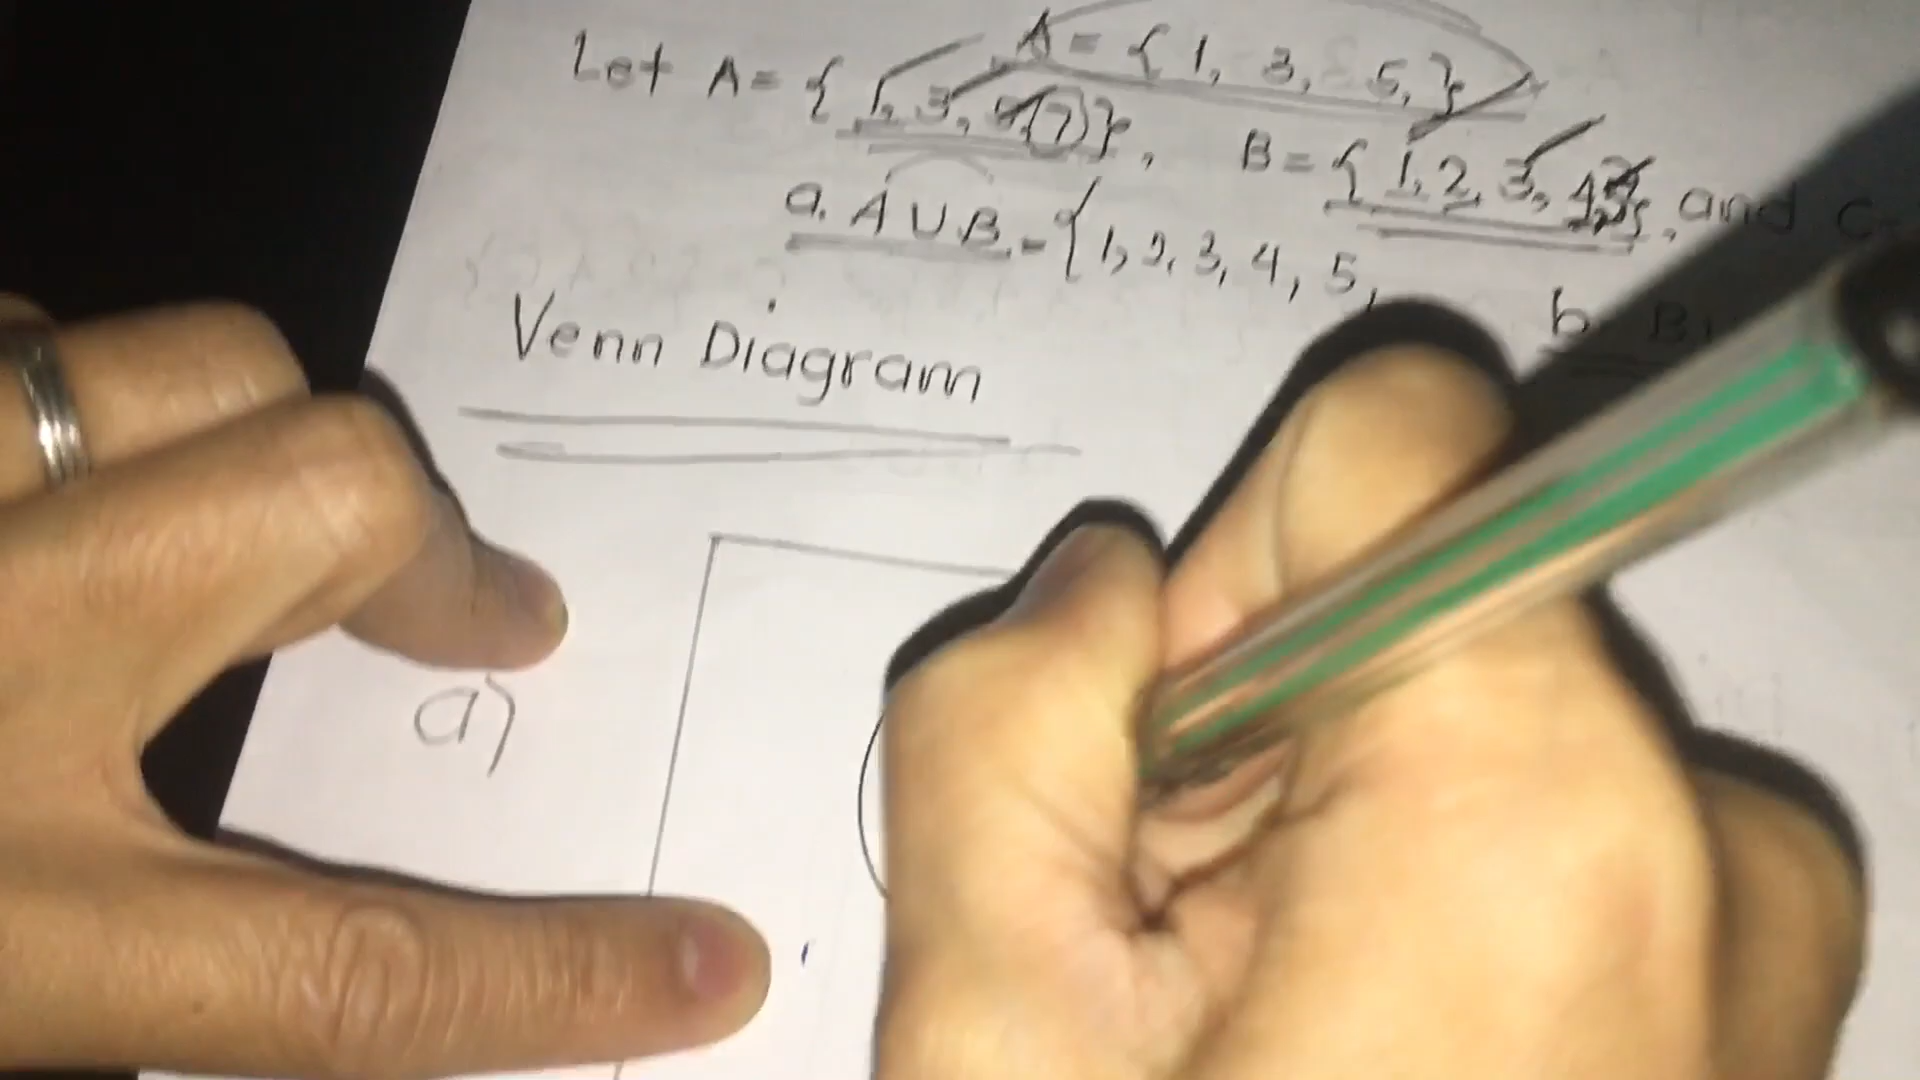 A = { 1, 3, 5, }
Let A = { 1, 3, 5, 7 }, B = { 1, 2, 3, 4, and C
a. A ∪ B = { 1, 2, 3, 4, 5,
b. B
Venn Diagram
a)